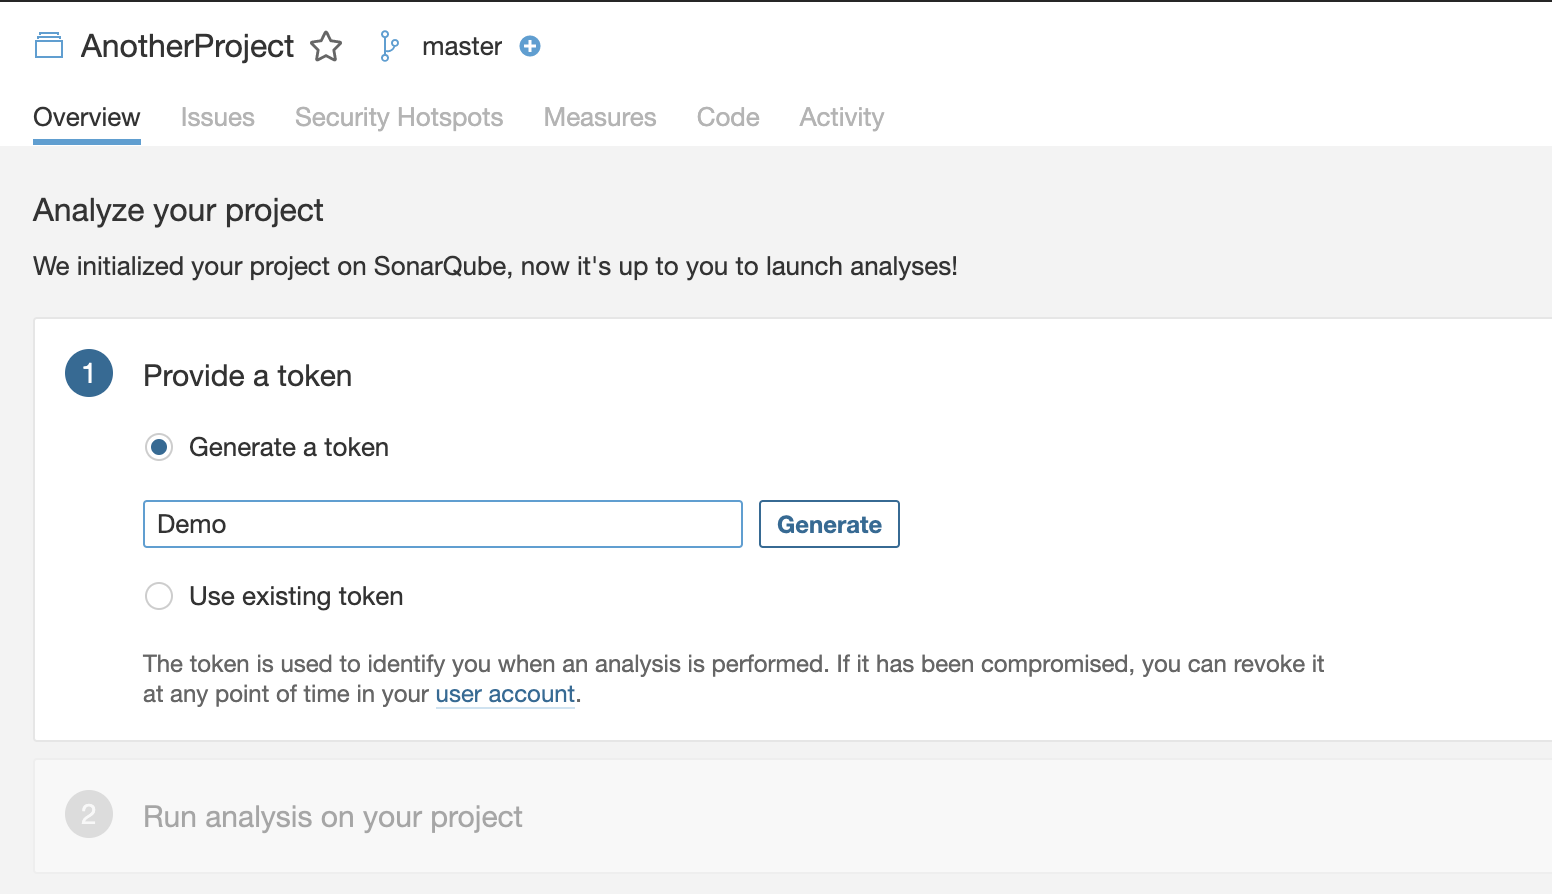 AnotherProject master
Overview Issues Security Hotspots Measures Code Activity
Analyze your project
We initialized your project on SonarQube, now it's up to you to launch analyses!
1 Provide a token
Generate a token
Demo Generate
Use existing token
The token is used to identify you when an analysis is performed. If it has been compromised, you can revoke it
at any point of time in your user account.
2 Run analysis on your project